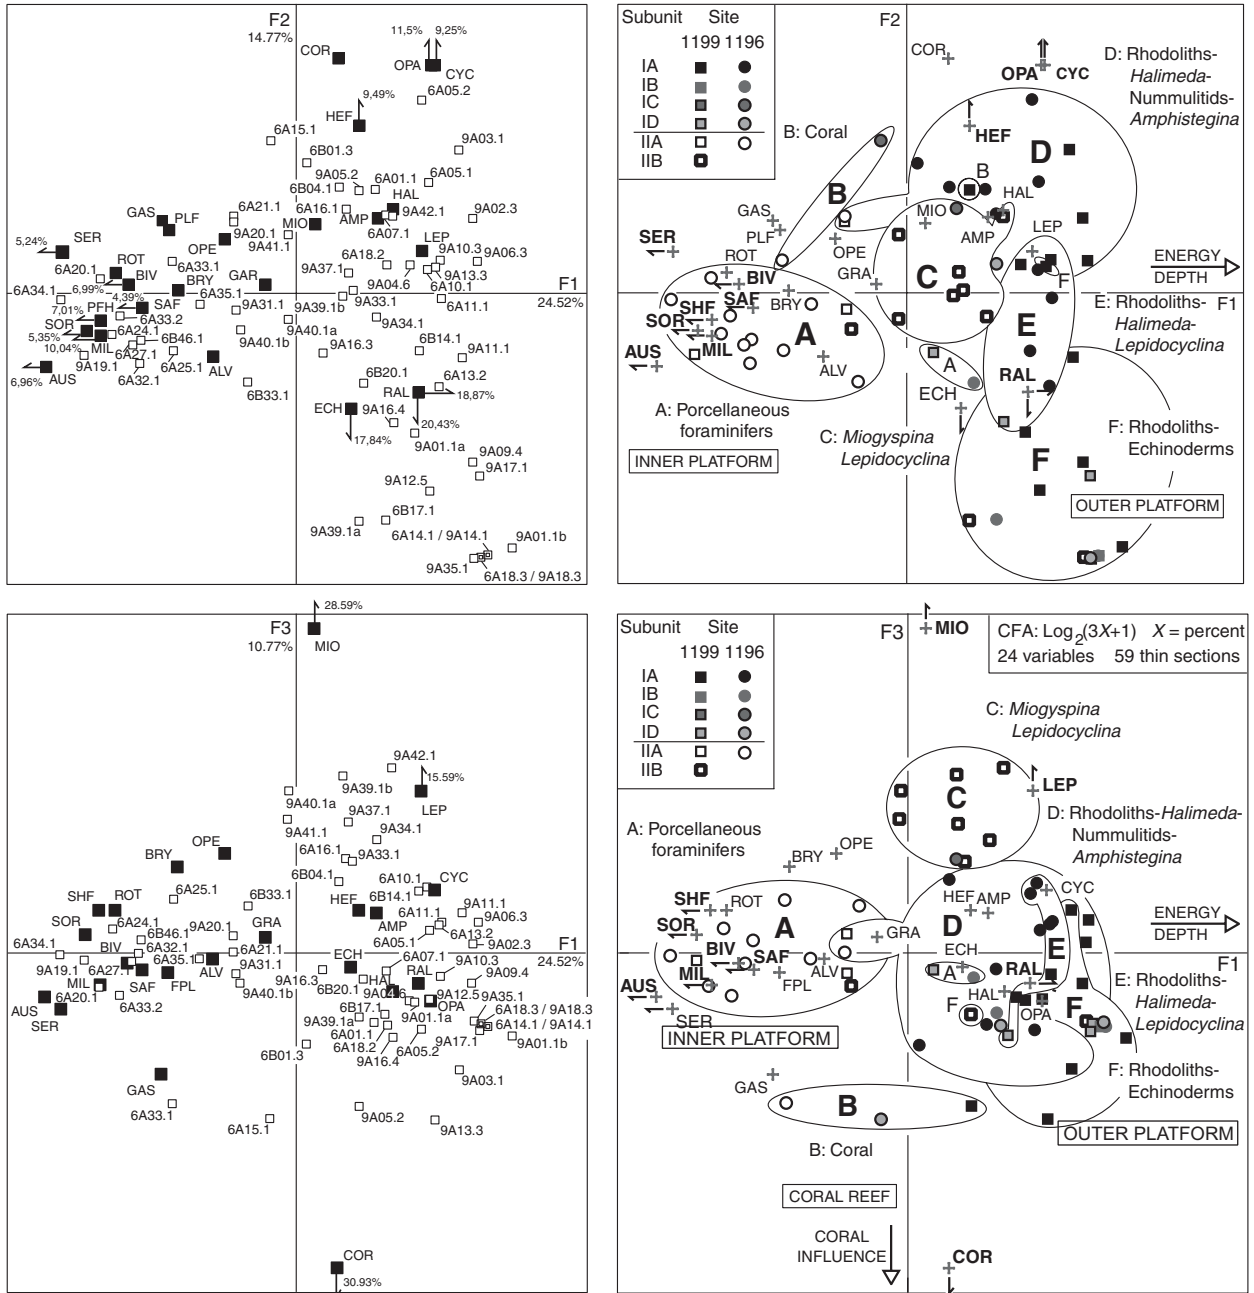 F2
14.77%
COR
11,5%
9,25%
OPA
CYC
6A05.2
9,49%
HEF
6A15.1
9A03.1
6B01.3
9A05.2
6A01.1
6A05.1
6B04.1
HAL
6A16.1
9A42.1
9A02.3
GAS
PLF
6A21.1
MIO
AMP
6A07.1
5,24%
SER
OPE
9A20.1
9A41.1
LEP
9A10.3
9A06.3
ROT
6A33.1
6A18.2
6A20.1
BIV
BRY
GAR
9A37.1
9A13.3
F1
6,99%
9A04.6
6A10.1
6A34.1
4,39%
6A35.1
9A39.1b
9A33.1
6A11.1
24.52%
PFH
SAF
9A31.1
7,01%
6A33.2
SOR
6A24.1
9A40.1a
9A34.1
5,35%
6B46.1
9A40.1b
MIL
10,04%
6A27.1
9A16.3
6B14.1
9A11.1
9A19.1
6A25.1
ALV
AUS
6A32.1
6,96%
6B20.1
6A13.2
6B33.1
RAL
18,87%
ECH
9A16.4
20,43%
17,84%
9A01.1a
9A09.4
9A17.1
9A12.5
6B17.1
9A39.1a
6A14.1 / 9A14.1
9A01.1b
9A35.1
6A18.3 / 9A18.3
Subunit
Site
1199
1196
IA
IB
IC
ID
IIA
IIB
F2
COR
OPA
CYC
D: Rhodoliths-
Halimeda-
Nummulitids-
Amphistegina
HEF
B: Coral
D
B
B
HAL
GAS
MIO
PLF
AMP
LEP
SER
OPE
ROT
ENERGY
BIV
GRA
C
F
DEPTH
SAF
BRY
SHF
F1
SOR
A
E
E: Rhodoliths-
Halimeda-
Lepidocyclina
AUS
MIL
ALV
A
RAL
ECH
A: Porcellaneous
foraminifers
C: Miogyspina
Lepidocyclina
F: Rhodoliths-
Echinoderms
INNER PLATFORM
F
OUTER PLATFORM
28.59%
F3
10.77%
MIO
9A42.1
9A39.1b
15.59%
9A40.1a
LEP
9A37.1
9A41.1
9A34.1
OPE
6A16.1
BRY
9A33.1
6B04.1
6A10.1
CYC
6A25.1
6B14.1
SHF
ROT
6B33.1
HEF
9A11.1
SOR
6A24.1
9A20.1
GRA
AMP
6A11.1
9A06.3
6B46.1
6A13.2
6A34.1
BIV
6A32.1
6A05.1
9A02.3
F1
6A35.1
6A21.1
ECH
6A07.1
24.52%
9A19.1
6A27.1
ALV
9A31.1
9A10.3
MIL
SAF
FPL
9A16.3
HAL
RAL
9A09.4
6A20.1
9A40.1b
6B20.1
9A04.6
9A12.5
AUS
6A33.2
6B17.1
OPA
9A35.1
SER
9A39.1a
9A01.1a
6A18.3 / 9A18.3
6A01.1
6A14.1 / 9A14.1
6B01.3
6A18.2
6A05.2
9A17.1
9A01.1b
9A16.4
9A03.1
GAS
6A33.1
9A05.2
6A15.1
9A13.3
COR
30.93%
Subunit
Site
1199
1196
IA
IB
IC
ID
IIA
IIB
F3
MIO
CFA: Log2(3X+1) X = percent
24 variables 59 thin sections
C: Miogyspina
Lepidocyclina
LEP
C
D: Rhodoliths-Halimeda-
Nummulitids-
Amphistegina
A: Porcellaneous
foraminifers
OPE
BRY
CYC
SHF
ROT
HEF
AMP
A
SOR
D
ENERGY
GRA
BIV
ECH
E
DEPTH
SAF
F1
MIL
FPL
ALV
A
RAL
AUS
HAL
E: Rhodoliths-
Halimeda-
Lepidocyclina
SER
F
OPA
F
INNER PLATFORM
GAS
F: Rhodoliths-
Echinoderms
B
OUTER PLATFORM
B: Coral
CORAL REEF
CORAL
INFLUENCE
COR